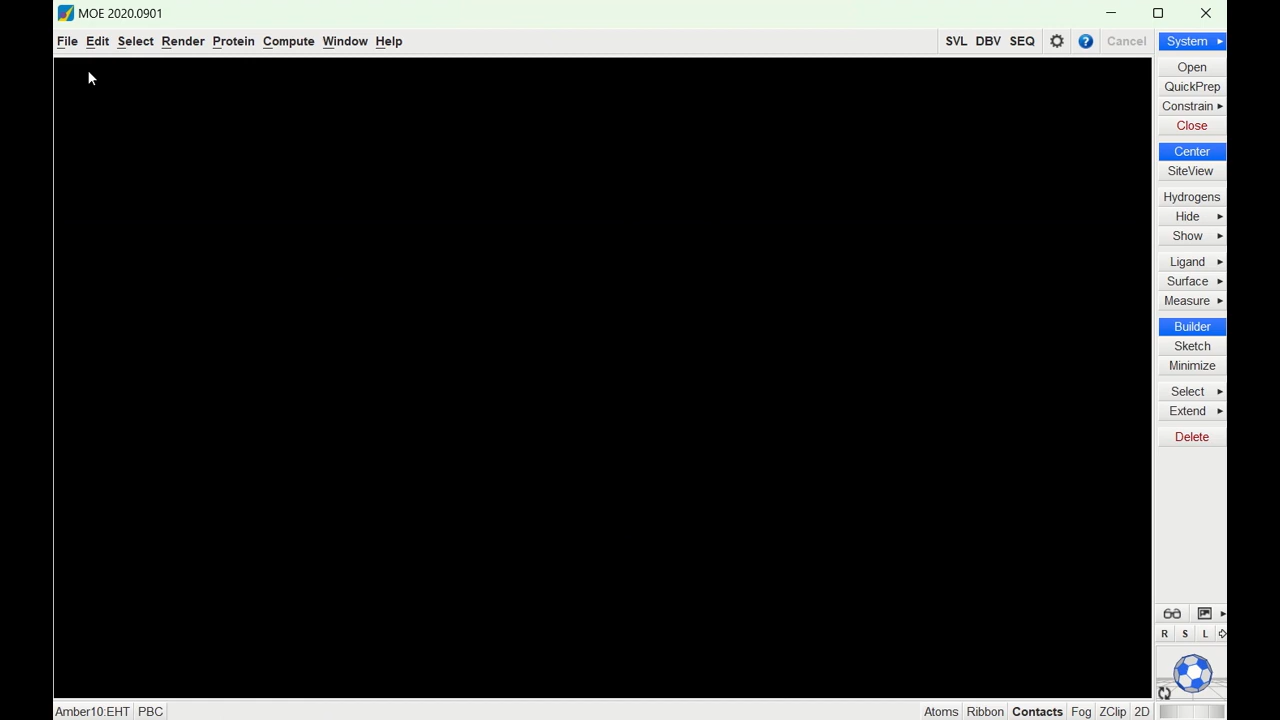 MOE 2020.0901
File Edit Select Render Protein Compute Window Help
SVL DBV SEQ Cancel
System
Open
QuickPrep
Constrain
Close
Center
SiteView
Hydrogens
Hide
Show
Ligand
Surface
Measure
Builder
Sketch
Minimize
Select
Extend
Delete
R S L
Amber10:EHT PBC
Atoms Ribbon Contacts Fog ZClip 2D